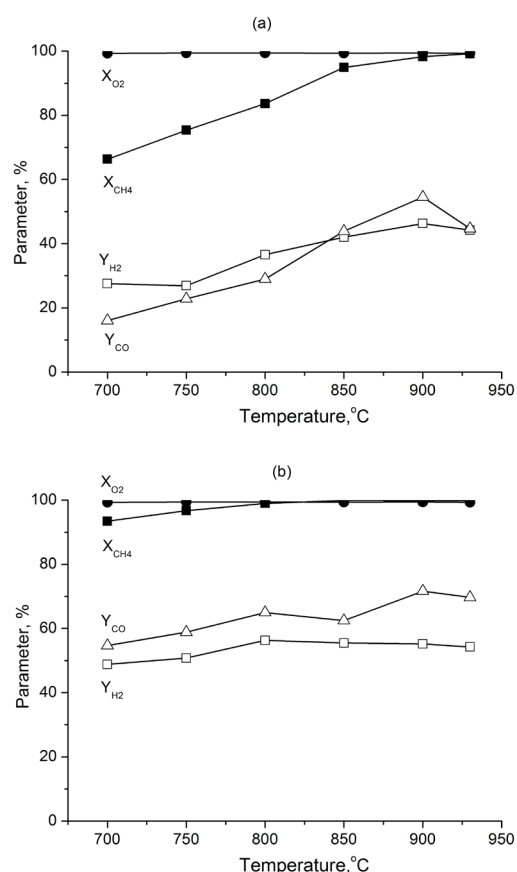 (a)
100
80
60
40
20
0
Parameter, %
X_O2
X_CH4
Y_H2
Y_CO
700 750 800 850 900 950
Temperature,°C
(b)
100
80
60
40
20
0
Parameter, %
X_O2
X_CH4
Y_CO
Y_H2
700 750 800 850 900 950
Temperature,°C